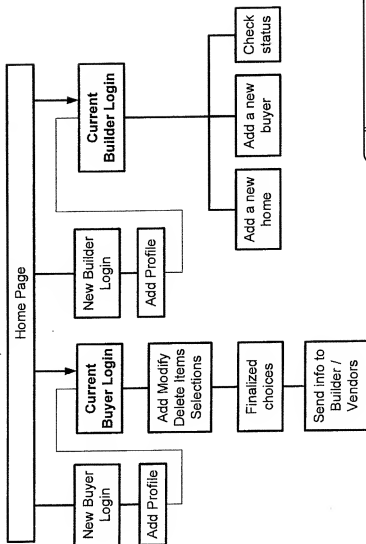 Home Page
New Buyer
Login
Add Profile
Current
Buyer Login
Add Modify
Delete Items
Selections
Finalized
choices
Send info to
Builder /
Vendors
New Builder
Login
Add Profile
Current
Builder Login
Add a new
home
Add a new
buyer
Check
status